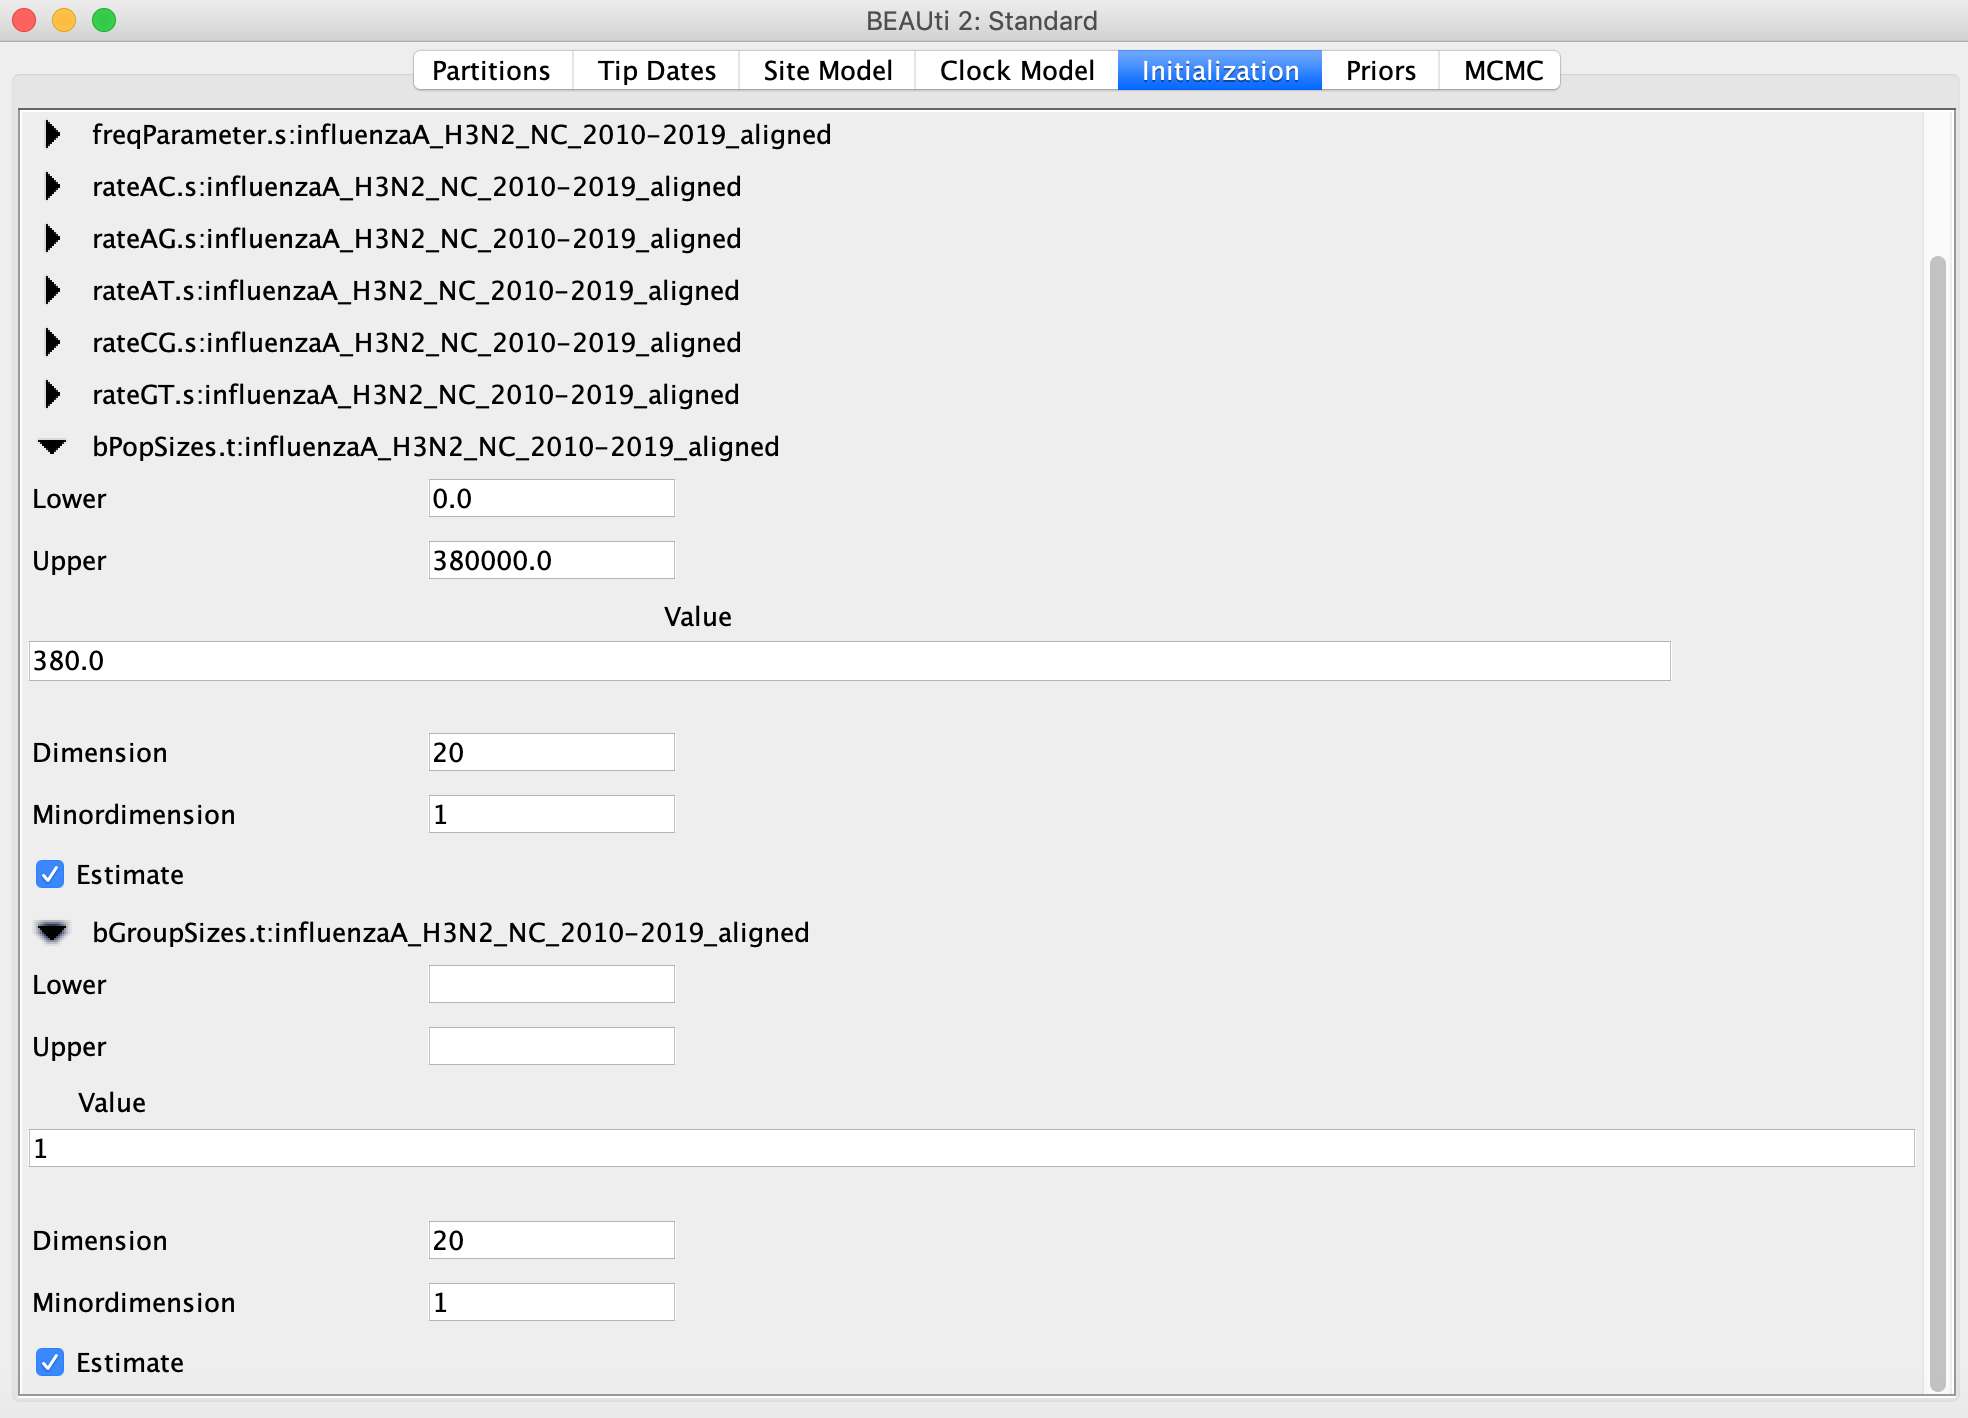 BEAUti 2: Standard
Partitions Tip Dates Site Model Clock Model Initialization Priors MCMC
freqParameter.s:influenzaA_H3N2_NC_2010-2019_aligned
rateAC.s:influenzaA_H3N2_NC_2010-2019_aligned
rateAG.s:influenzaA_H3N2_NC_2010-2019_aligned
rateAT.s:influenzaA_H3N2_NC_2010-2019_aligned
rateCG.s:influenzaA_H3N2_NC_2010-2019_aligned
rateGT.s:influenzaA_H3N2_NC_2010-2019_aligned
bPopSizes.t:influenzaA_H3N2_NC_2010-2019_aligned
Lower 0.0
Upper 380000.0
Value
380.0
Dimension 20
Minordimension 1
Estimate
bGroupSizes.t:influenzaA_H3N2_NC_2010-2019_aligned
Lower
Upper
Value
1
Dimension 20
Minordimension 1
Estimate